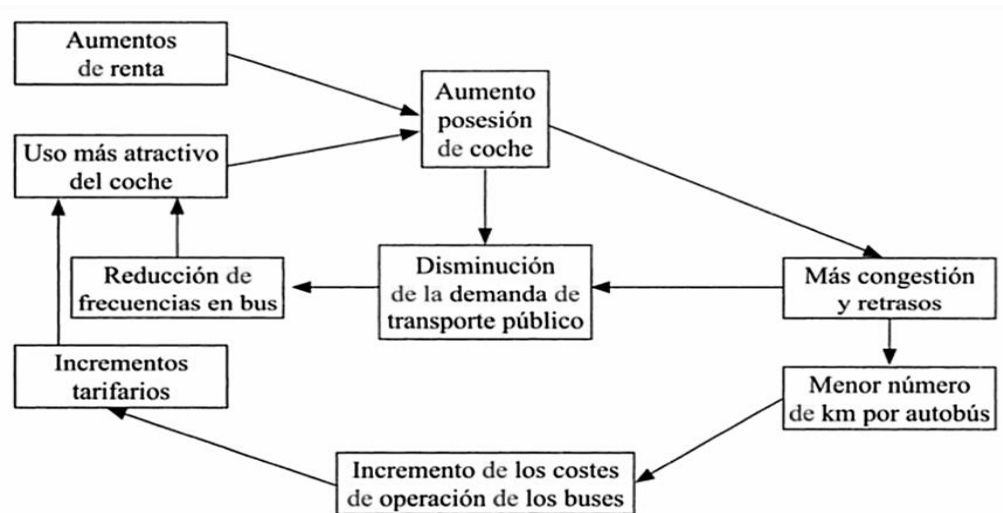 Aumentos
de renta
Aumento
posesión
de coche
Uso más atractivo
del coche
Reducción de
frecuencias en bus
Disminución
de la demanda de
transporte público
Más congestión
y retrasos
Incrementos
tarifarios
Menor número
de km por autobús
Incremento de los costes
de operación de los buses